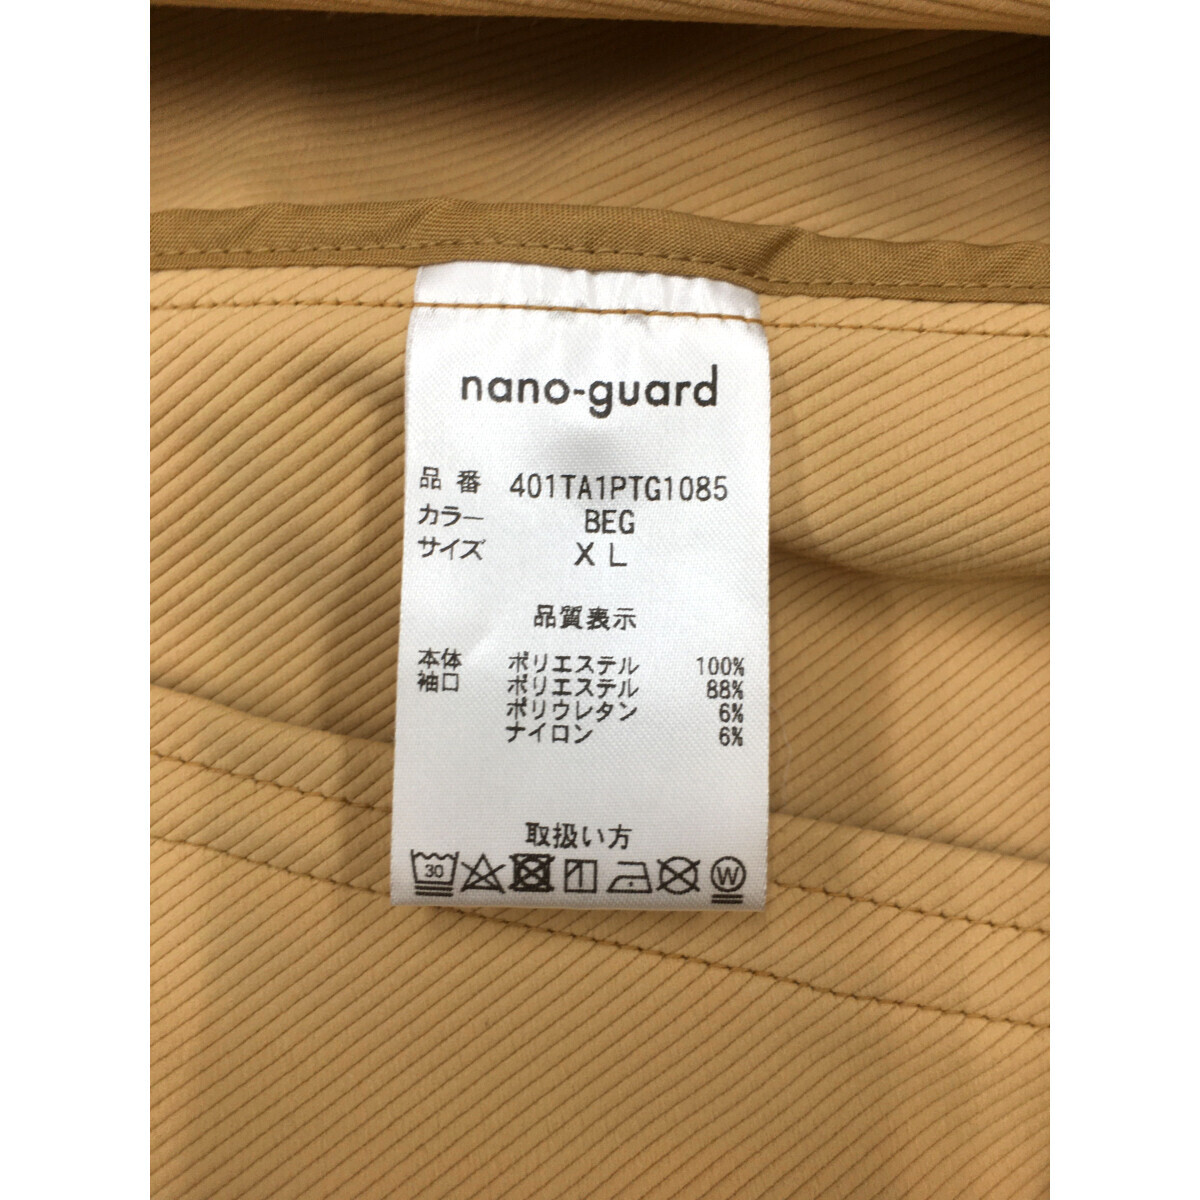 nano-guard
品番 401TA1PTG1085
カラー BEG
サイズ XL
品質表示
本体 ポリエステル 100%
袖口 ポリエステル 88%
ポリウレタン 6%
ナイロン 6%
取扱い方
30 W